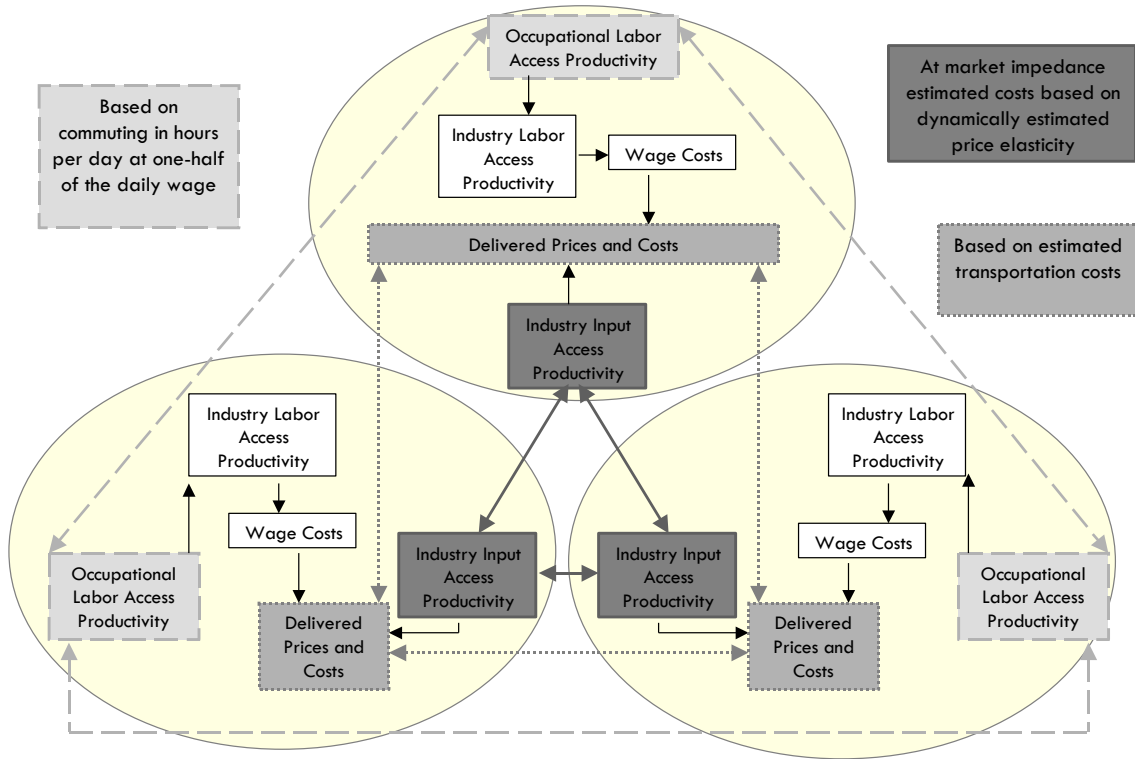 Occupational Labor
Access Productivity
Based on
commuting in hours
per day at one-half
of the daily wage
At market impedance
estimated costs based on
dynamically estimated
price elasticity
Industry Labor
Access
Productivity
Wage Costs
Delivered Prices and Costs
Based on estimated
transportation costs
Industry Input
Access
Productivity
Industry Labor
Access
Productivity
Wage Costs
Occupational
Labor Access
Productivity
Delivered
Prices and
Costs
Industry Input
Access
Productivity
Industry Input
Access
Productivity
Industry Labor
Access
Productivity
Wage Costs
Delivered
Prices and
Costs
Occupational
Labor Access
Productivity